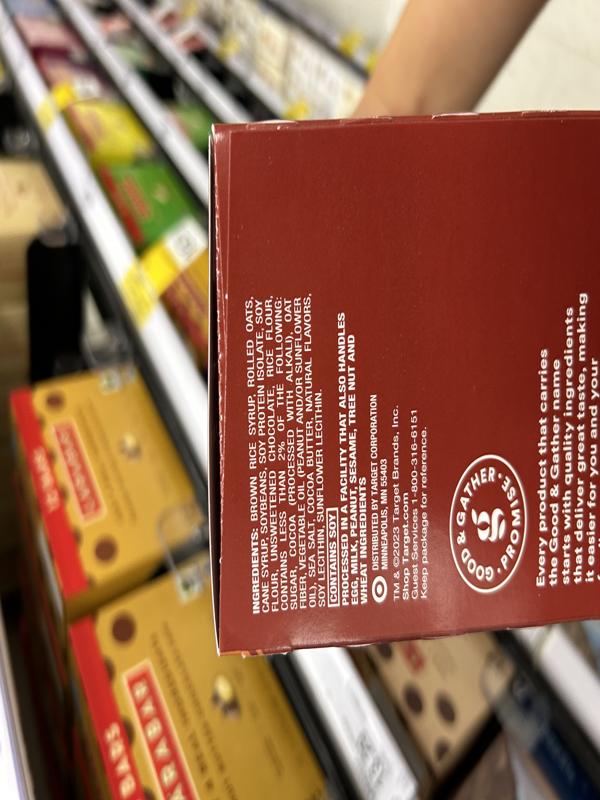 INGREDIENTS: BROWN RICE SYRUP, ROLLED OATS,
CANE SYRUP, SOYBEANS, SOY PROTEIN ISOLATE, SOY
FLOUR, UNSWEETENED CHOCOLATE, RICE FLOUR,
CONTAINS LESS THAN 2% OF THE FOLLOWING:
SUGAR, COCOA (PROCESSED WITH ALKALI), OAT
FIBER, VEGETABLE OIL (PEANUT AND/OR SUNFLOWER
OIL), SEA SALT, COCOA BUTTER, NATURAL FLAVORS,
SOY LECITHIN, SUNFLOWER LECITHIN.
CONTAINS SOY
PROCESSED IN A FACILITY THAT ALSO HANDLES
EGG, MILK, PEANUTS, SESAME, TREE NUT AND
WHEAT INGREDIENTS
DISTRIBUTED BY TARGET CORPORATION
MINNEAPOLIS, MN 55403
TM & ©2023 Target Brands, Inc.
Shop Target.com
Guest Services 1-800-316-6151
Keep package for reference.
GOOD & GATHER • PROMISE •
g
Every product that carries
the Good & Gather name
starts with quality ingredients
that deliver great taste, making
it easier for you and your
LÄRABAR
BARS
ARABAR